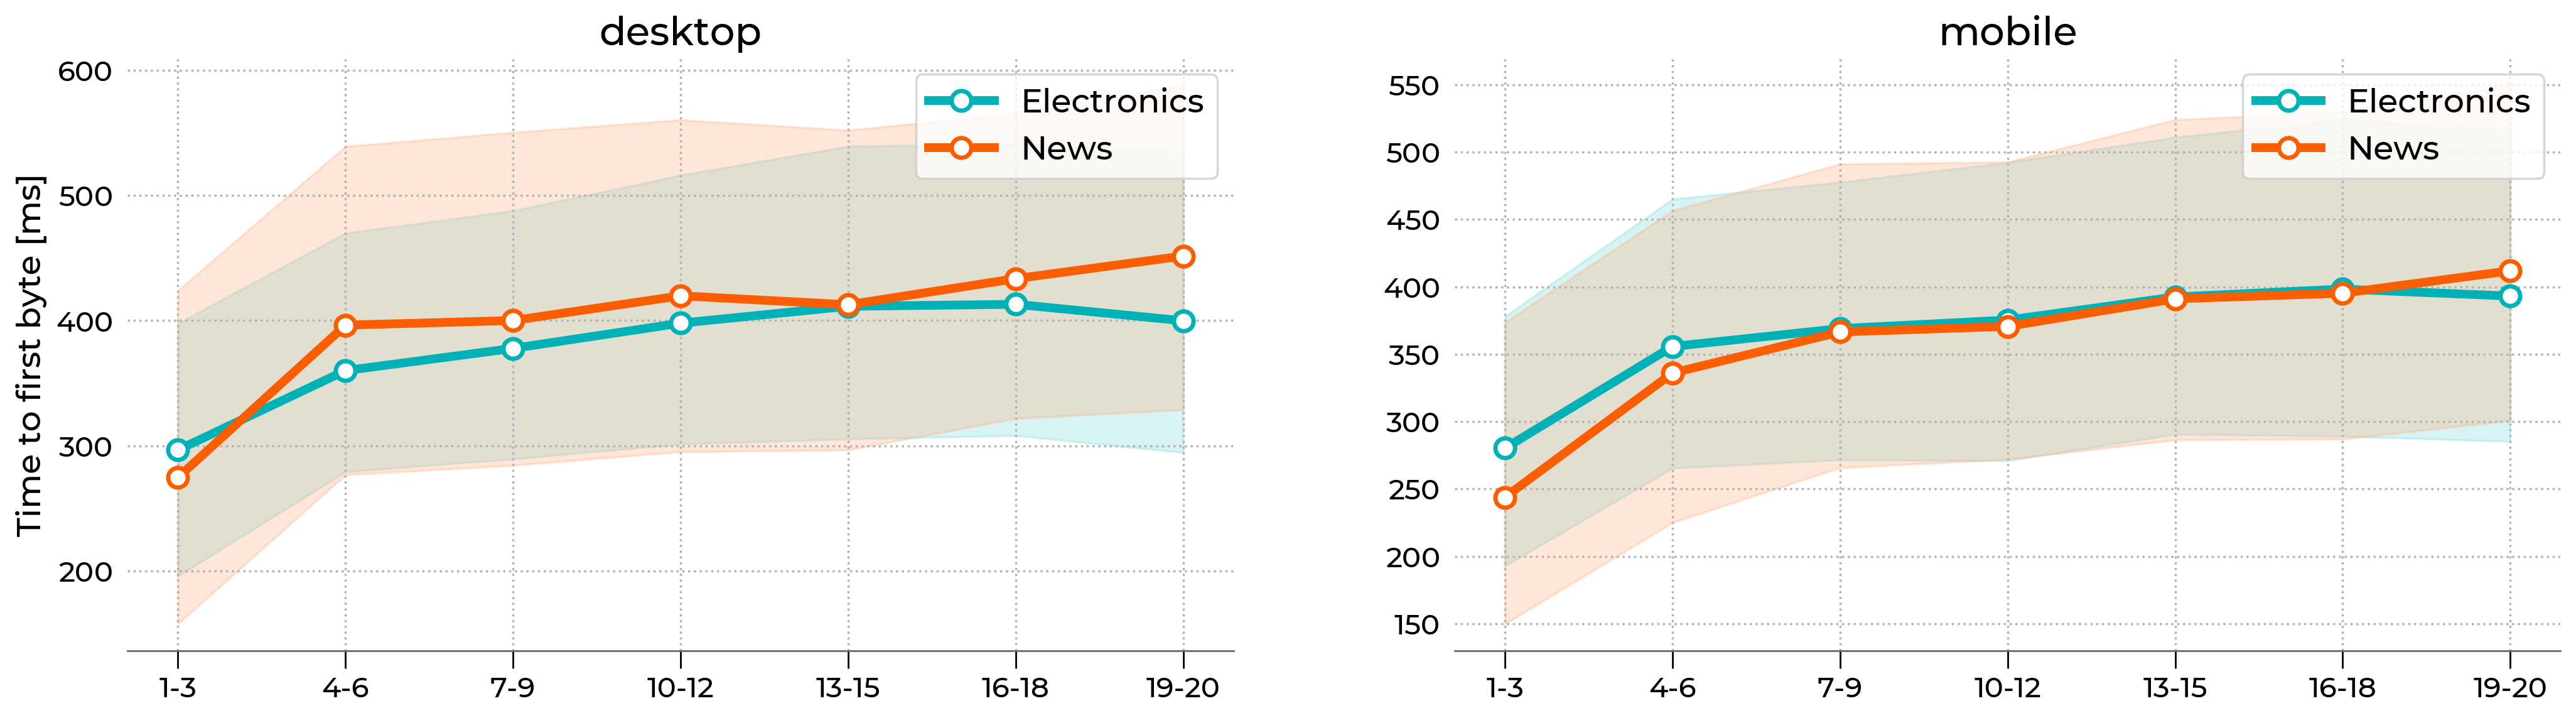 desktop
Time to first byte [ms]
600
500
400
300
200
Electronics
News
1-3 4-6 7-9 10-12 13-15 16-18 19-20
mobile
550
500
450
400
350
300
250
200
150
Electronics
News
1-3 4-6 7-9 10-12 13-15 16-18 19-20